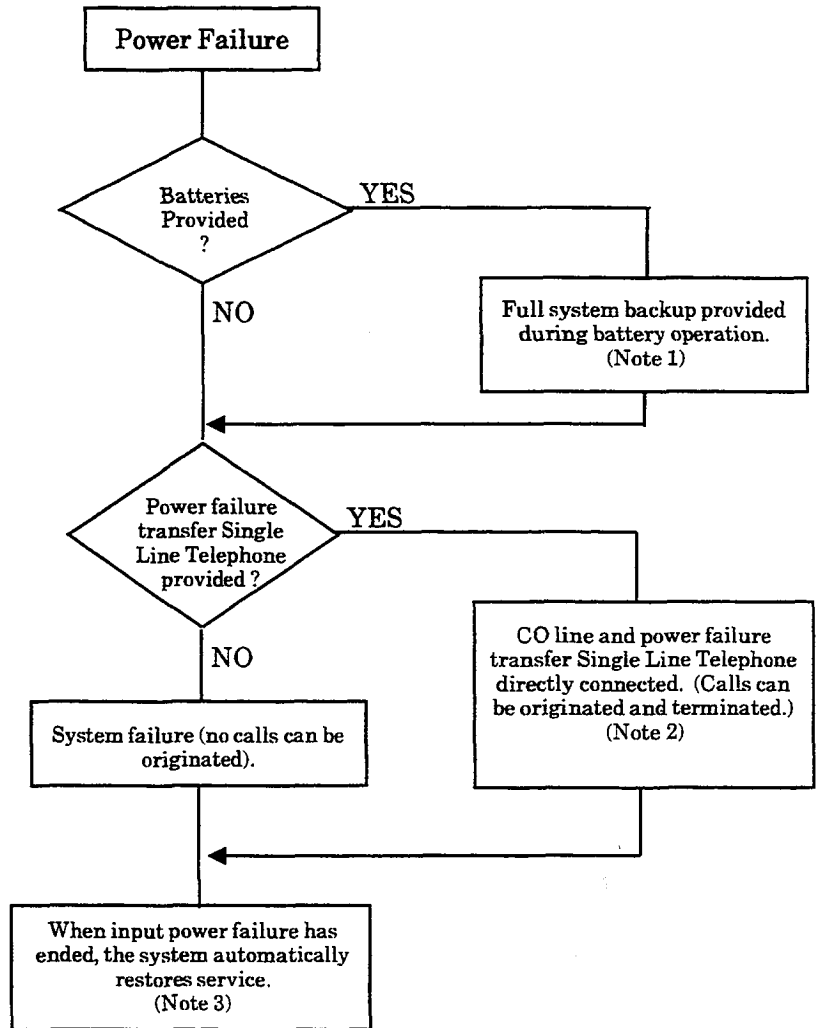 Power Failure
Batteries
Provided
?
YES
NO
Full system backup provided
during battery operation.
(Note 1)
Power failure
transfer Single
Line Telephone
provided ?
YES
NO
CO line and power failure
transfer Single Line Telephone
directly connected. (Calls can
be originated and terminated.)
(Note 2)
System failure (no calls can be
originated).
When input power failure has
ended, the system automatically
restores service.
(Note 3)